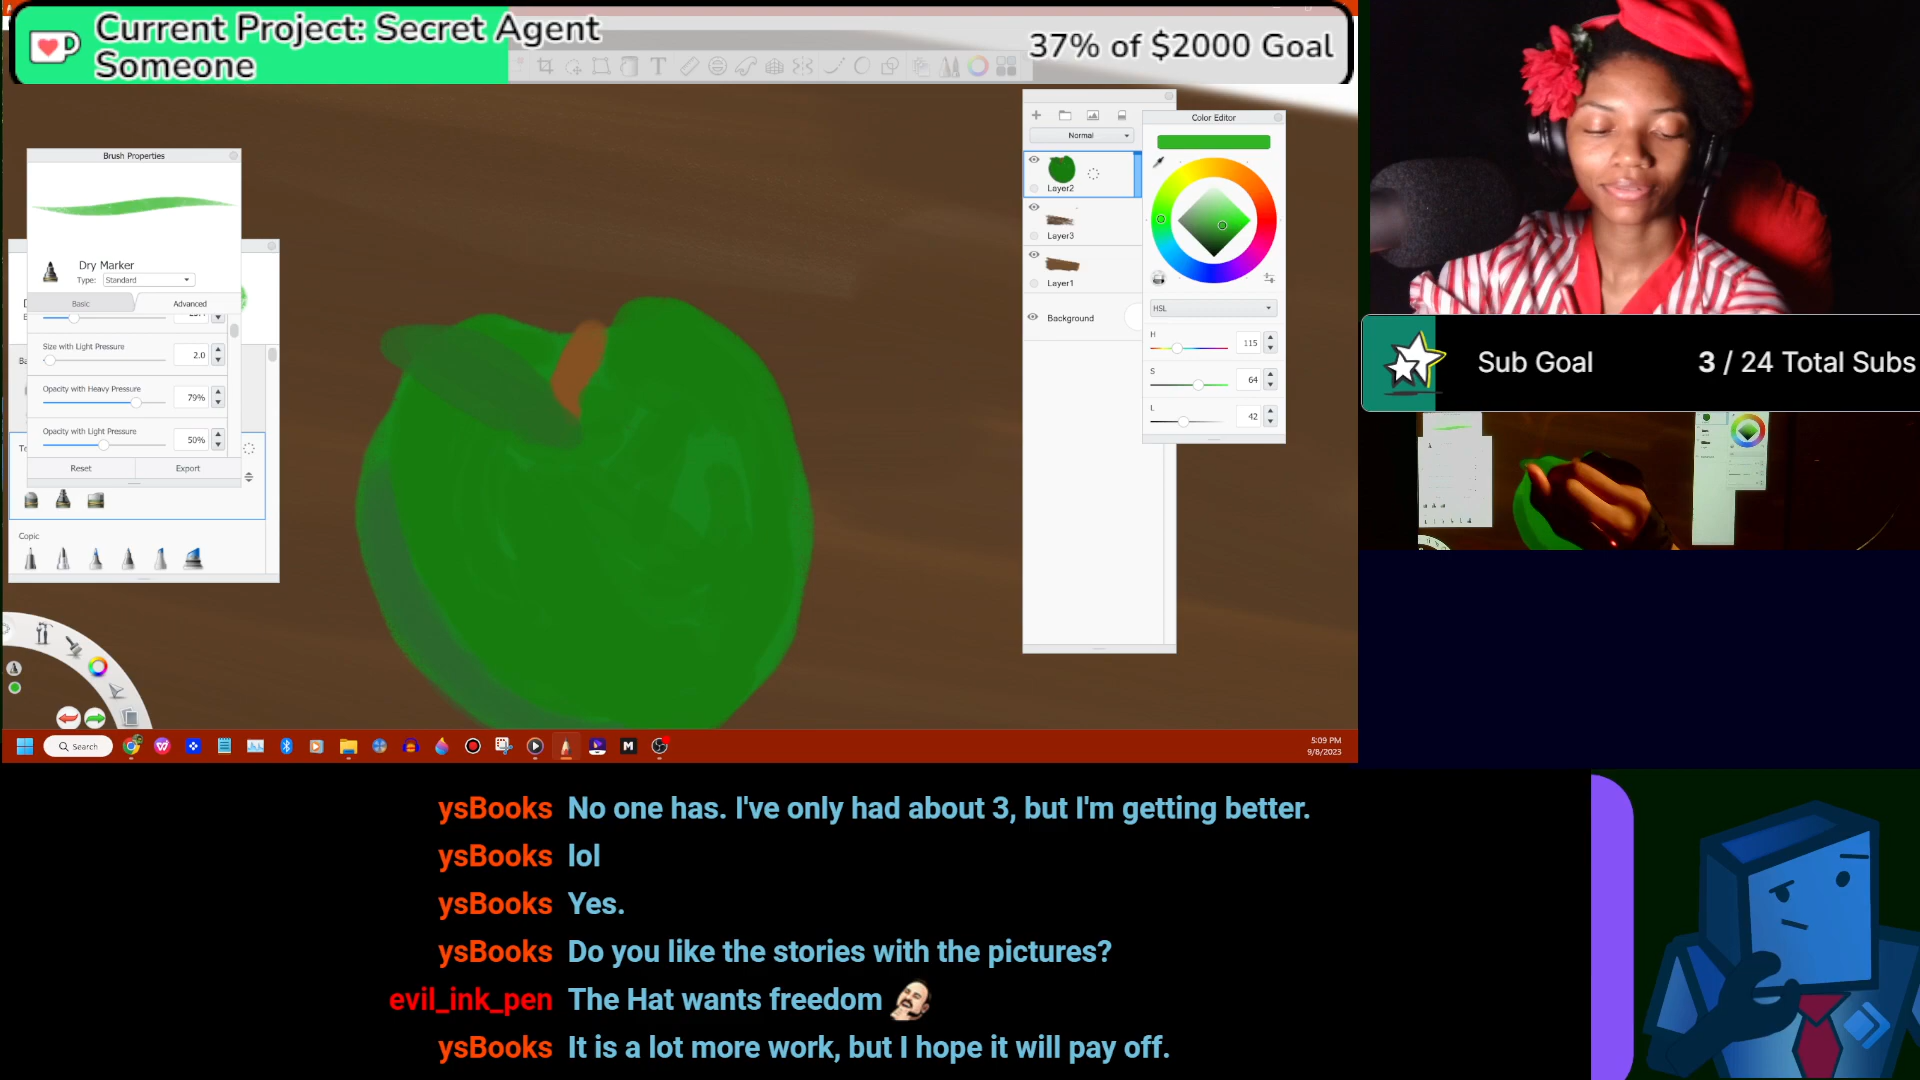 Current Project: Secret Agent
Someone
37% of $2000 Goal
Color Editor
Normal
Layer2
Layer3
Layer1
Background
HSL
H
115
S
64
L
42
Brush Properties
Dry Marker
Type: Standard
Basic
Advanced
Size with Light Pressure
2.0
Opacity with Heavy Pressure
79%
Opacity with Light Pressure
50%
Reset
Export
Copic
Sub Goal
3 / 24 Total Subs
Search
5:09 PM
9/8/2023
ysBooks No one has. I've only had about 3, but I'm getting better.
ysBooks lol
ysBooks Yes.
ysBooks Do you like the stories with the pictures?
evil_ink_pen The Hat wants freedom
ysBooks It is a lot more work, but I hope it will pay off.